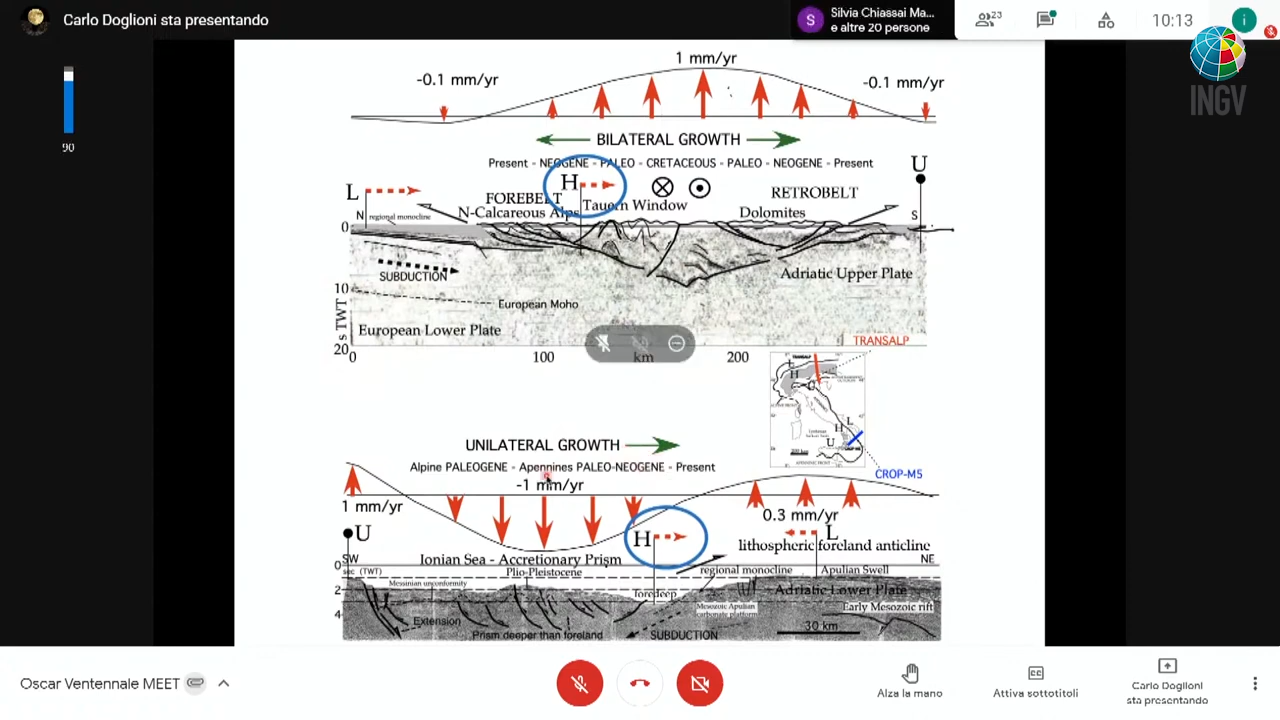 Carlo Doglioni sta presentando
S
Silvia Chiassai Ma...
e altre 20 persone
23
10:13
i
INGV
90
1 mm/yr
-0.1 mm/yr
-0.1 mm/yr
BILATERAL GROWTH
Present - NEOGENE - PALEO - CRETACEOUS - PALEO - NEOGENE - Present
U
H
L
FOREBELT
RETROBELT
N
regional monocline
N-Calcareous Alps
Tauern Window
Dolomites
S
0
SUBDUCTION
Adriatic Upper Plate
10
European Moho
s TWT
European Lower Plate
TRANSALP
20
0
100
km
200
TRANSALP
H
L
H
U
CROP-M5
UNILATERAL GROWTH
Alpine PALEOGENE - Apennines PALEO-NEOGENE - Present
-1 mm/yr
1 mm/yr
0.3 mm/yr
U
H
L
lithospheric foreland anticline
SW
Ionian Sea - Accretionary Prism
NE
0
sec (TWT)
Plio-Pleistocene
regional monocline
Apulian Swell
Messinian unconformity
2
foredeep
Adriatic Lower Plate
Mesozoic Apulian
carbonate platform
Early Mesozoic rift
4
Extension
30 km
Prism deeper than foreland
SUBDUCTION
Oscar Ventennale MEET
Alza la mano
Attiva sottotitoli
Carlo Doglioni
sta presentando